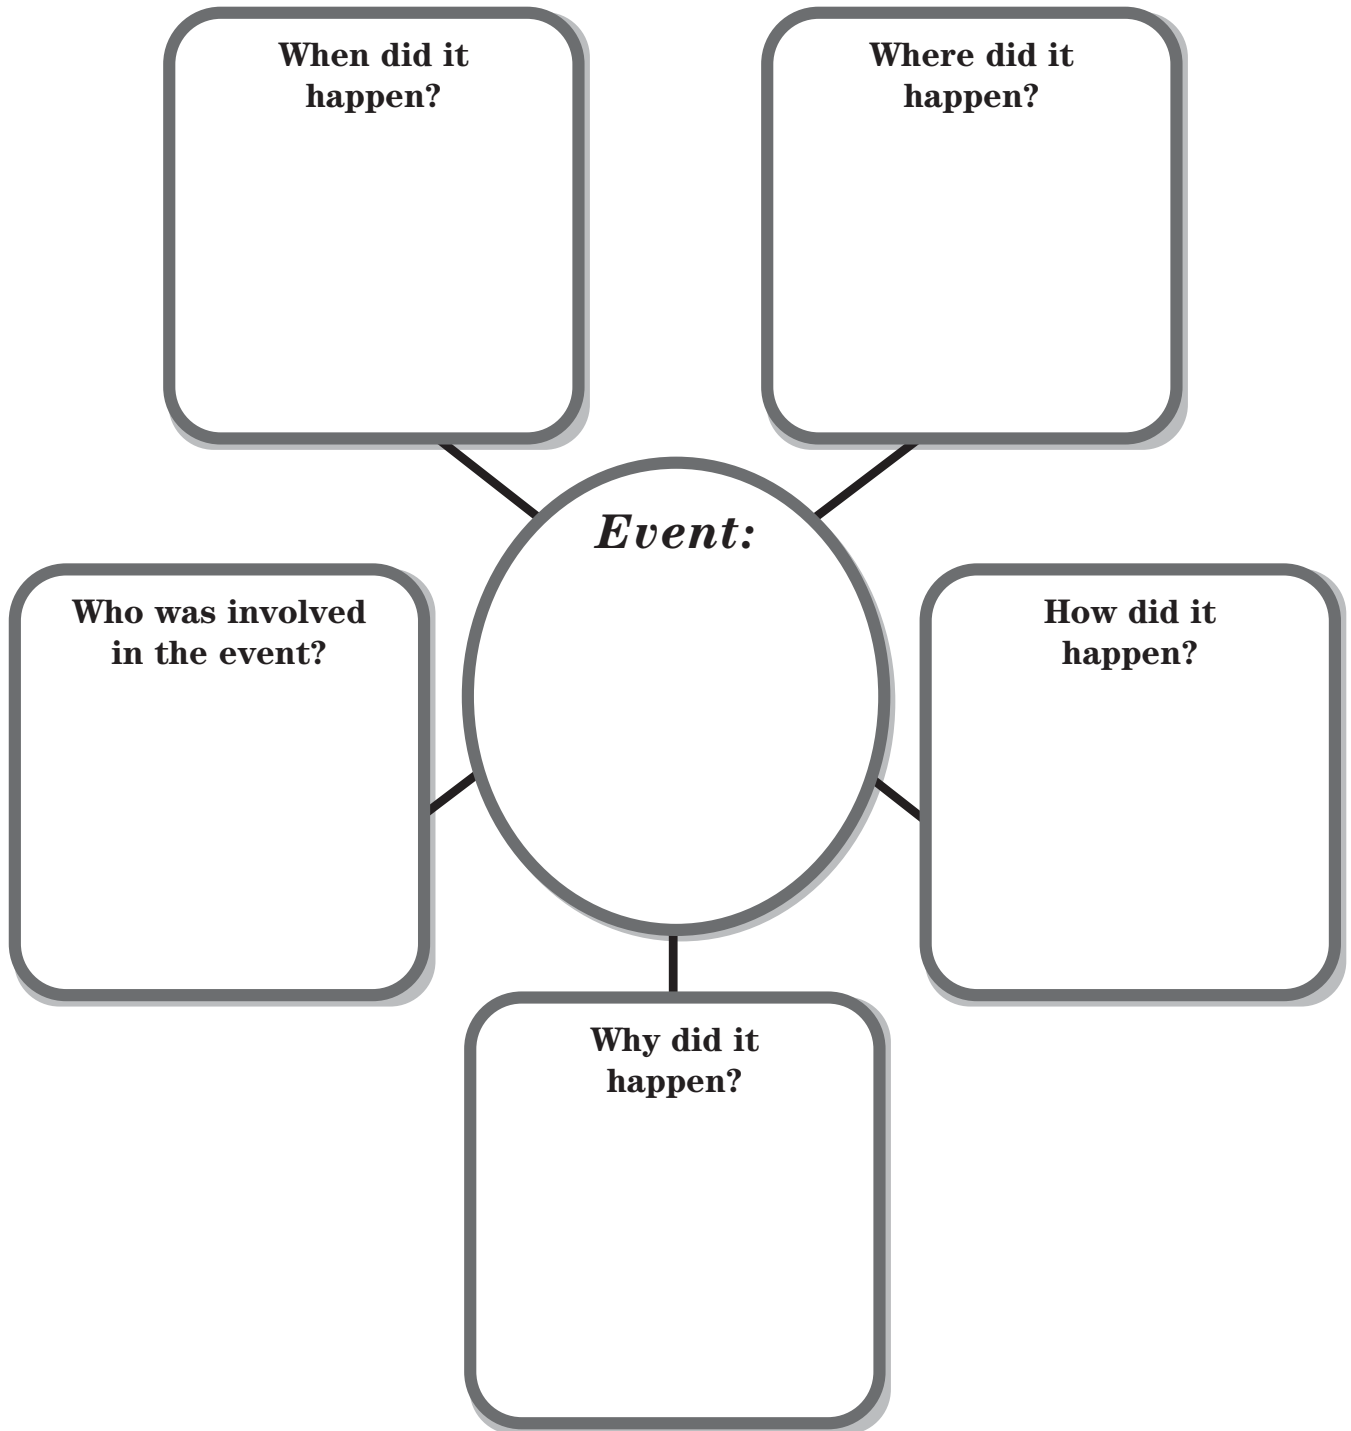 When did it
happen?
Where did it
happen?
Event:
Who was involved
in the event?
How did it
happen?
Why did it
happen?